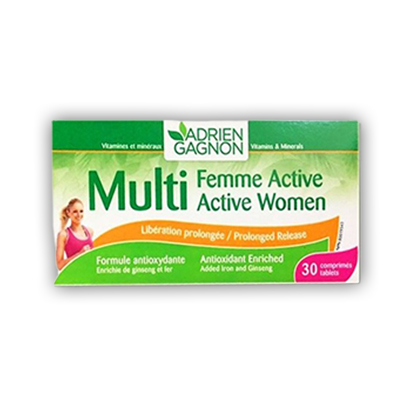 ADRIEN
GAGNON
Vitamines et minéraux
Vitamins & Minerals
Multi
Femme Active
Active Women
Libération prolongée / Prolonged Release
Formule antioxydante
Enrichie de ginseng et fer
Antioxidant Enriched
Added Iron and Ginseng
30 comprimés
tablets